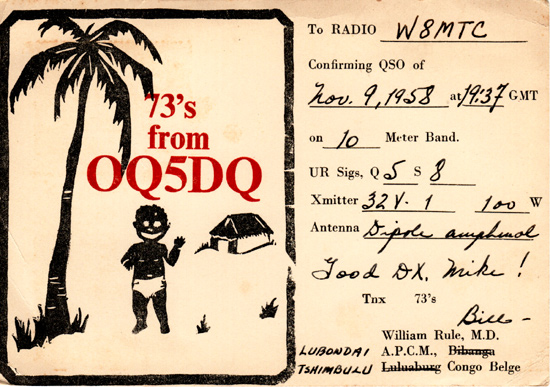 73's
from
OQ5DQ
To RADIO W8MTC
Confirming QSO of
Nov. 9, 1958 at 19:37 GMT
on 10 Meter Band.
UR Sigs, Q 5 S 8
Xmitter 32V-1 100 W
Antenna Dipole amphenol
Good DX, Mike!
Tnx 73's
Bill-
William Rule, M.D.
LUBONDAI A.P.C.M., Bibanga
TSHIMBULU Luluaburg Congo Belge